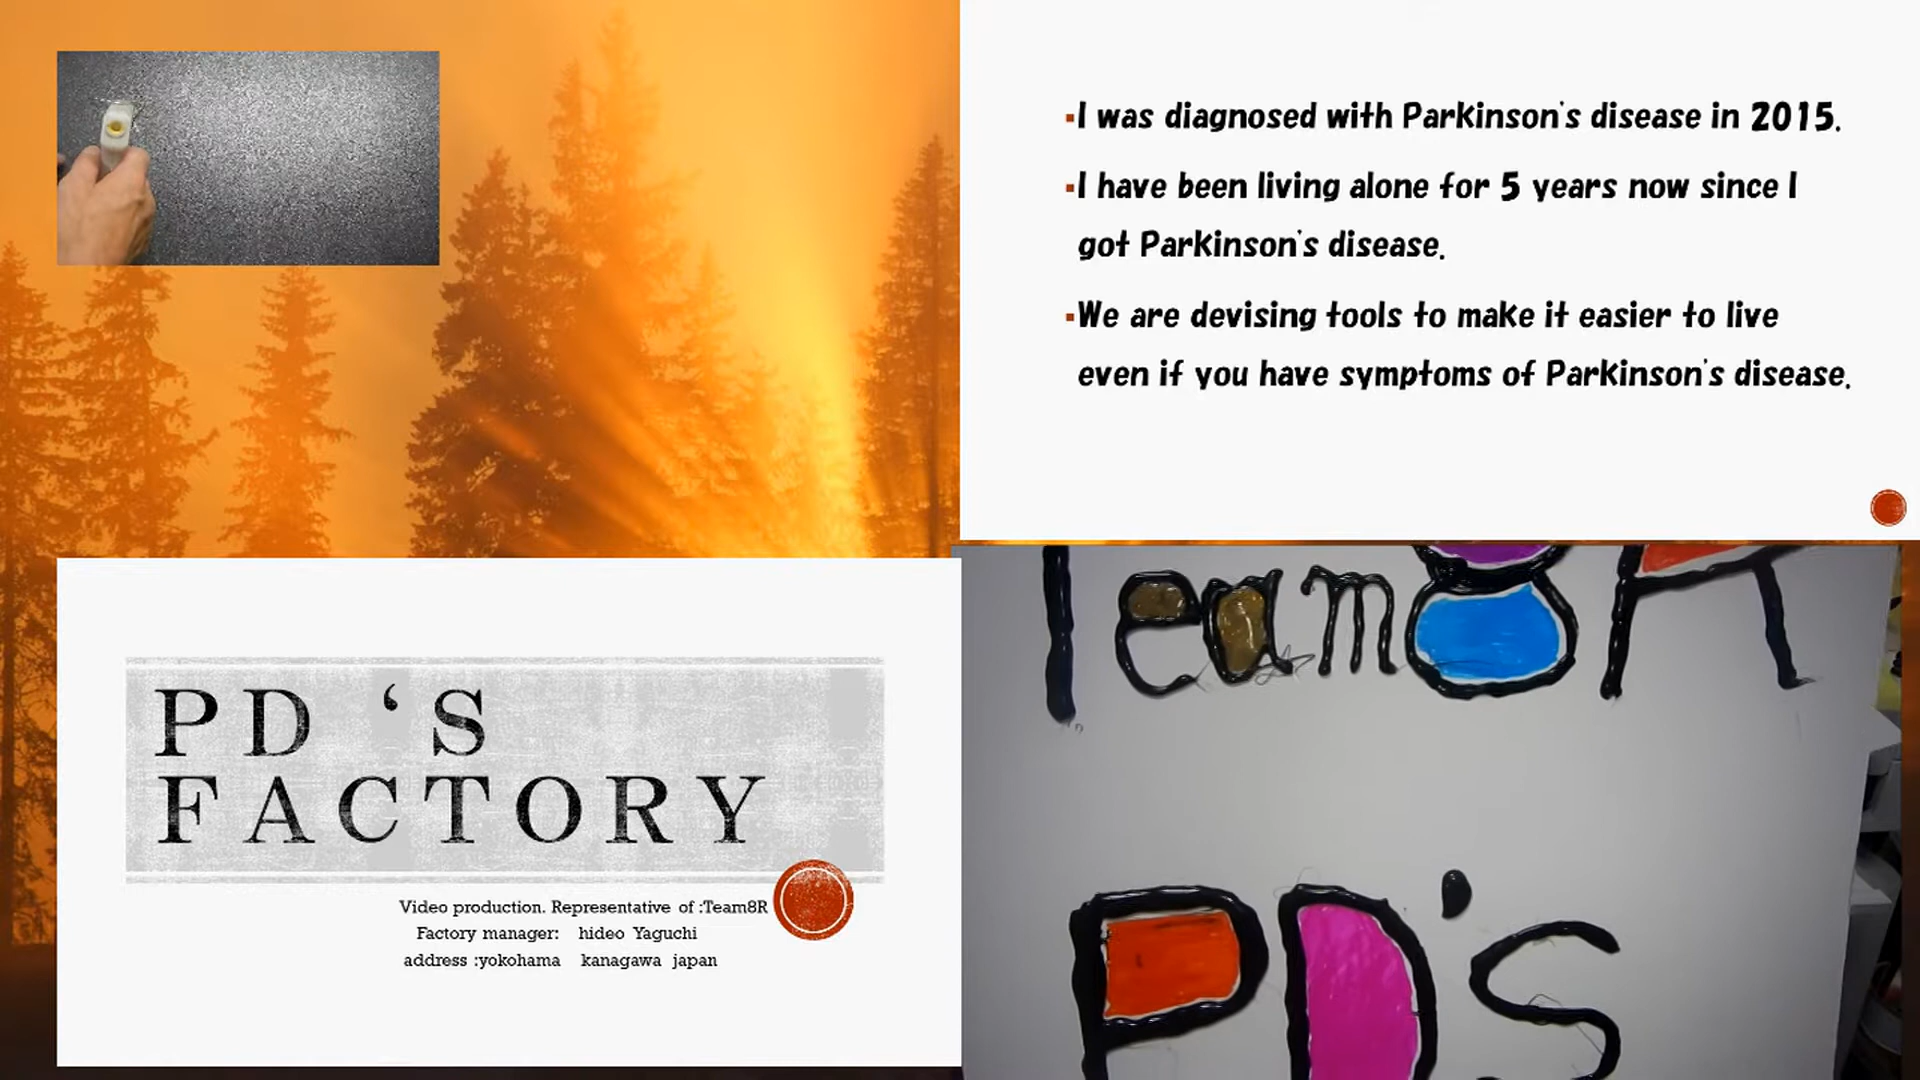 ▪I was diagnosed with Parkinson's disease in 2015.
▪I have been living alone for 5 years now since I
got Parkinson's disease.
▪We are devising tools to make it easier to live
even if you have symptoms of Parkinson's disease.
PD ‘S
FACTORY
Video production. Representative of :Team8R
Factory manager: hideo Yaguchi
address :yokohama kanagawa japan
Team8R
PD's